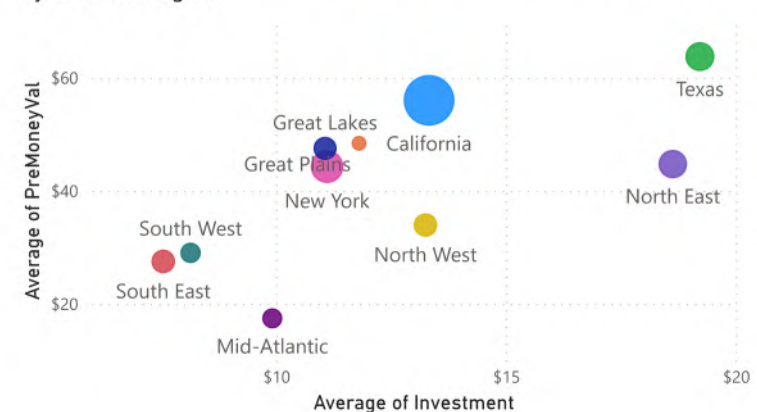 $60
$40
$20
Average of PreMoneyVal
Texas
Great Lakes
California
Great Plains
North East
New York
South West
North West
South East
Mid-Atlantic
$10
$15
$20
Average of Investment